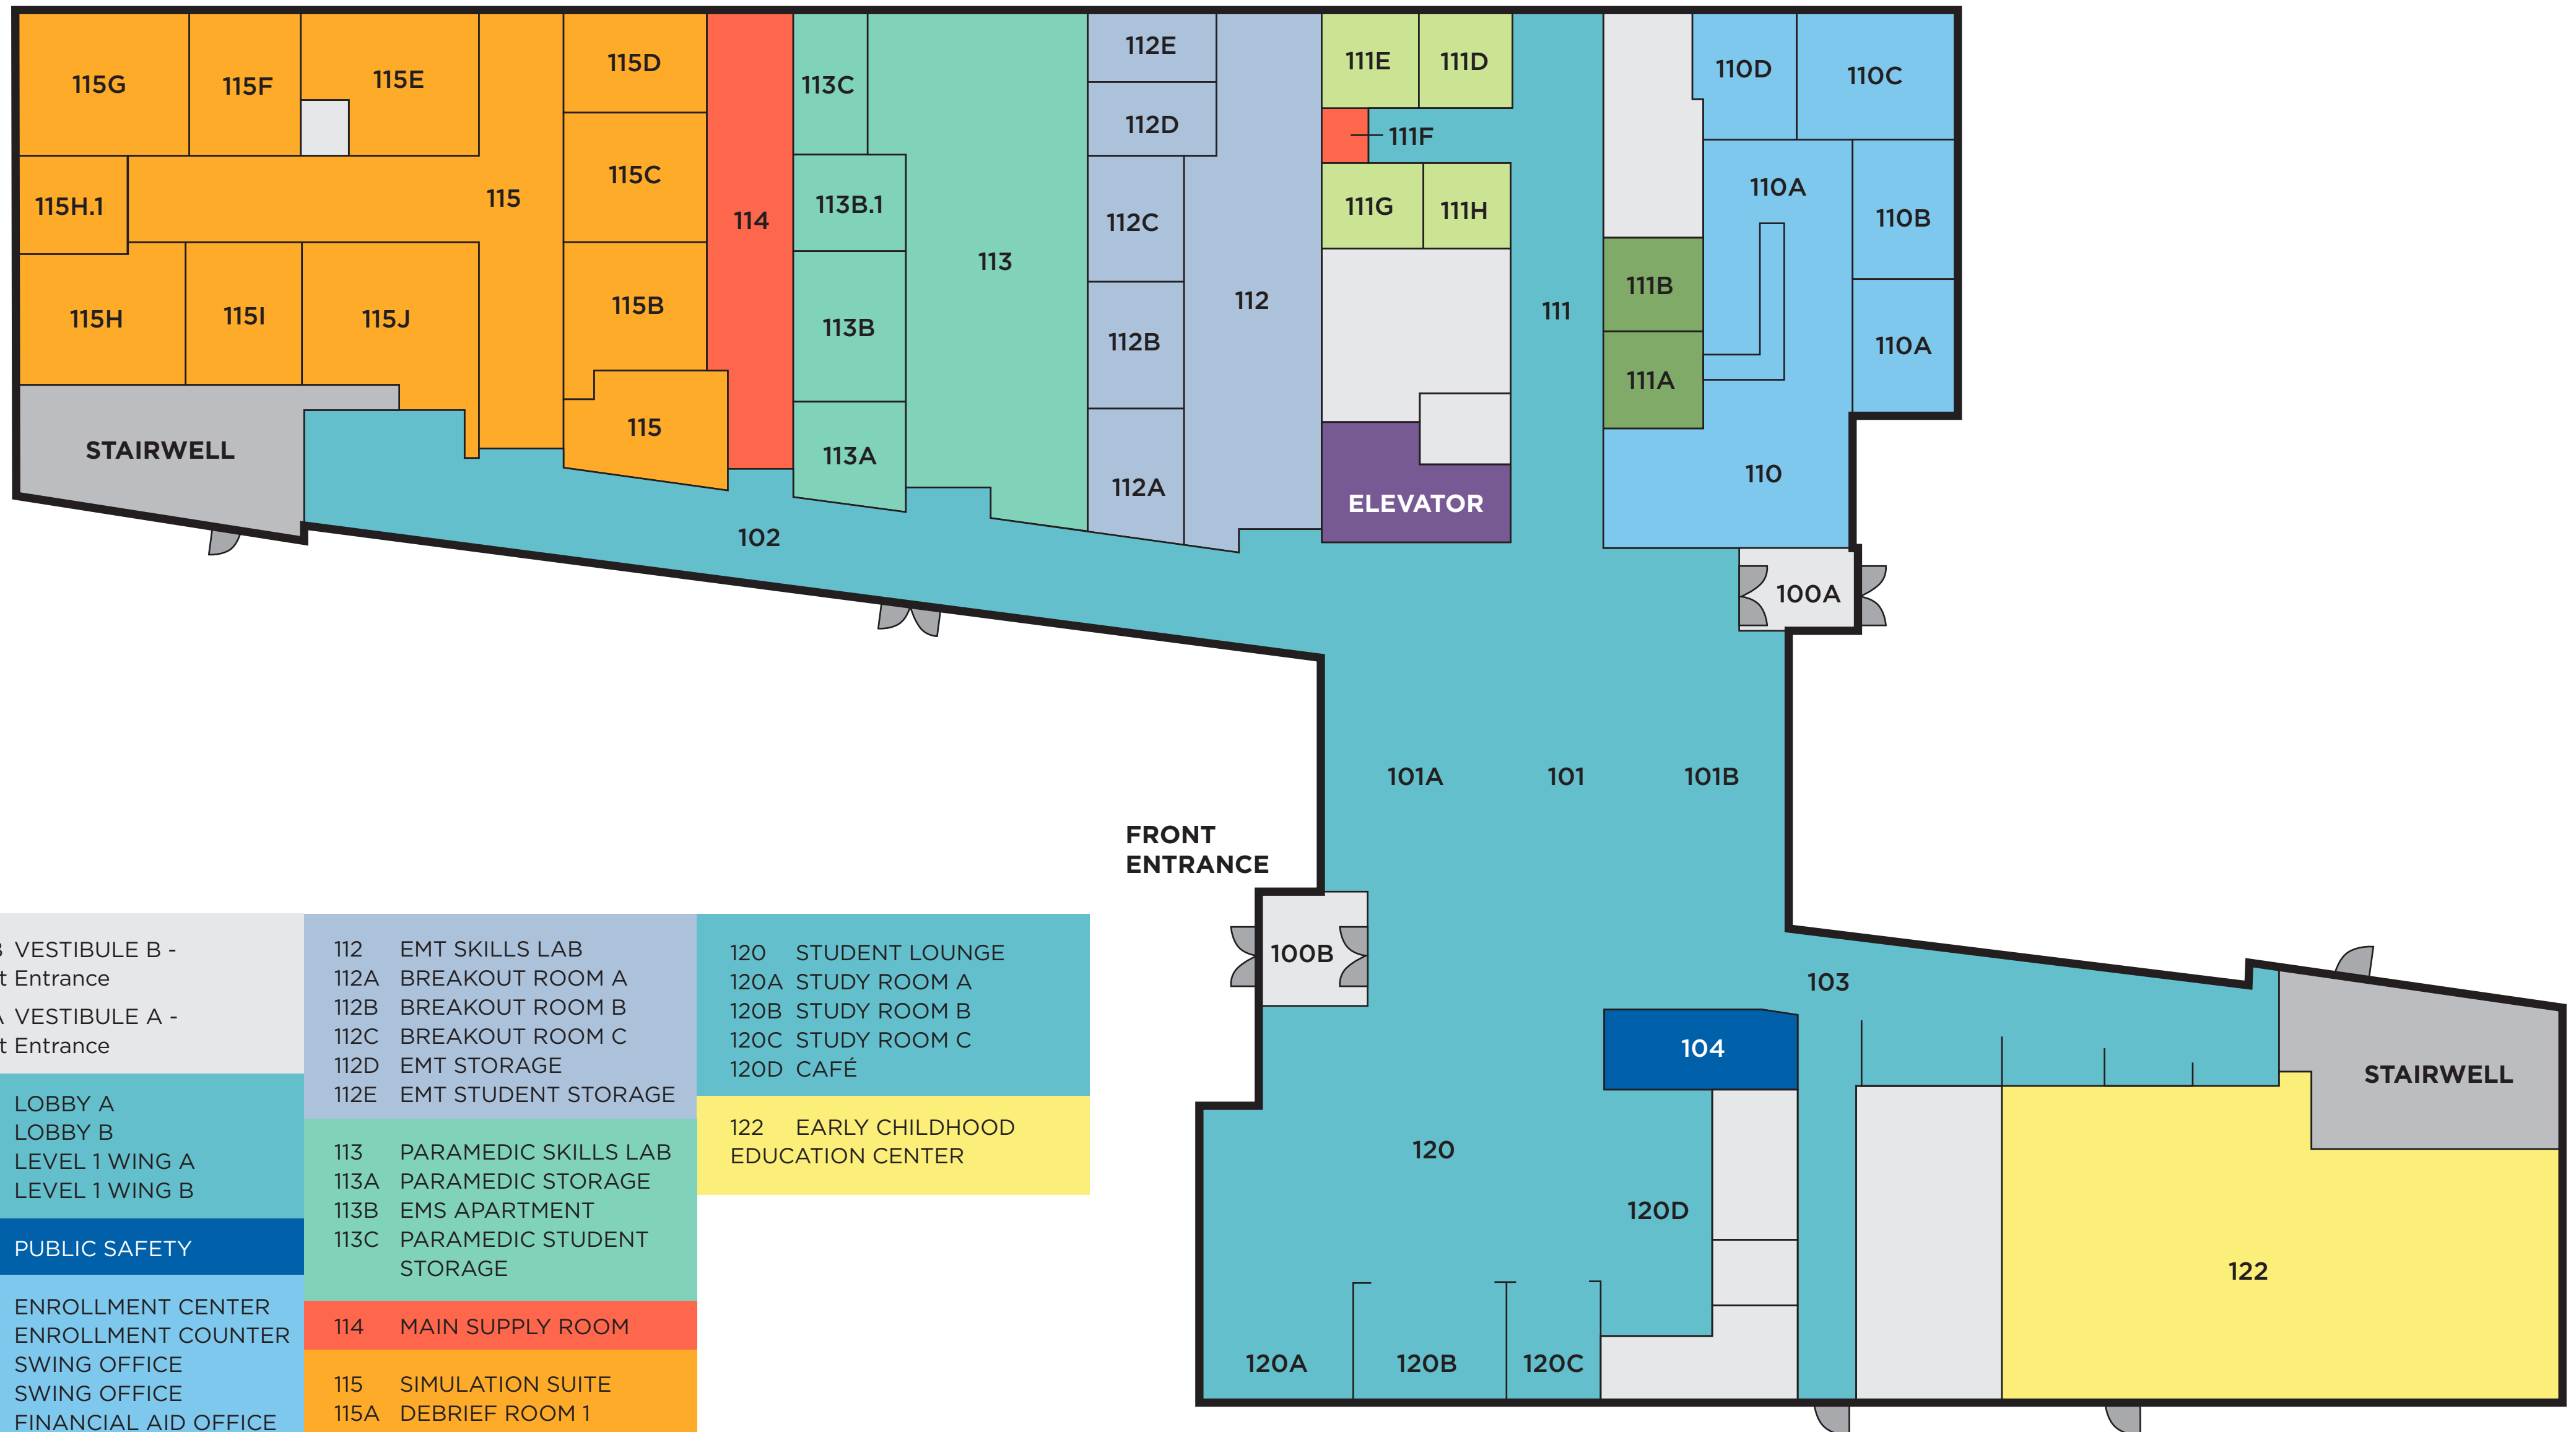 115G
115F
115E
115D
113C
112E
111E
111D
110D
110C
112D
111F
115C
115H.1
115
114
113B.1
112C
111G
111H
110A
110B
113
112
111
111B
115H
115I
115J
115B
113B
112B
111A
110A
115
113A
112A
110
STAIRWELL
ELEVATOR
102
100A
101A
101
101B
FRONT
ENTRANCE
100B
103
104
STAIRWELL
120
120D
122
120A
120B
120C
VESTIBULE B -
Entrance
VESTIBULE A -
Entrance
LOBBY A
LOBBY B
LEVEL 1 WING A
LEVEL 1 WING B
PUBLIC SAFETY
ENROLLMENT CENTER
ENROLLMENT COUNTER
SWING OFFICE
SWING OFFICE
FINANCIAL AID OFFICE
112 EMT SKILLS LAB
112A BREAKOUT ROOM A
112B BREAKOUT ROOM B
112C BREAKOUT ROOM C
112D EMT STORAGE
112E EMT STUDENT STORAGE
113 PARAMEDIC SKILLS LAB
113A PARAMEDIC STORAGE
113B EMS APARTMENT
113C PARAMEDIC STUDENT
STORAGE
114 MAIN SUPPLY ROOM
115 SIMULATION SUITE
115A DEBRIEF ROOM 1
120 STUDENT LOUNGE
120A STUDY ROOM A
120B STUDY ROOM B
120C STUDY ROOM C
120D CAFÉ
122 EARLY CHILDHOOD
EDUCATION CENTER